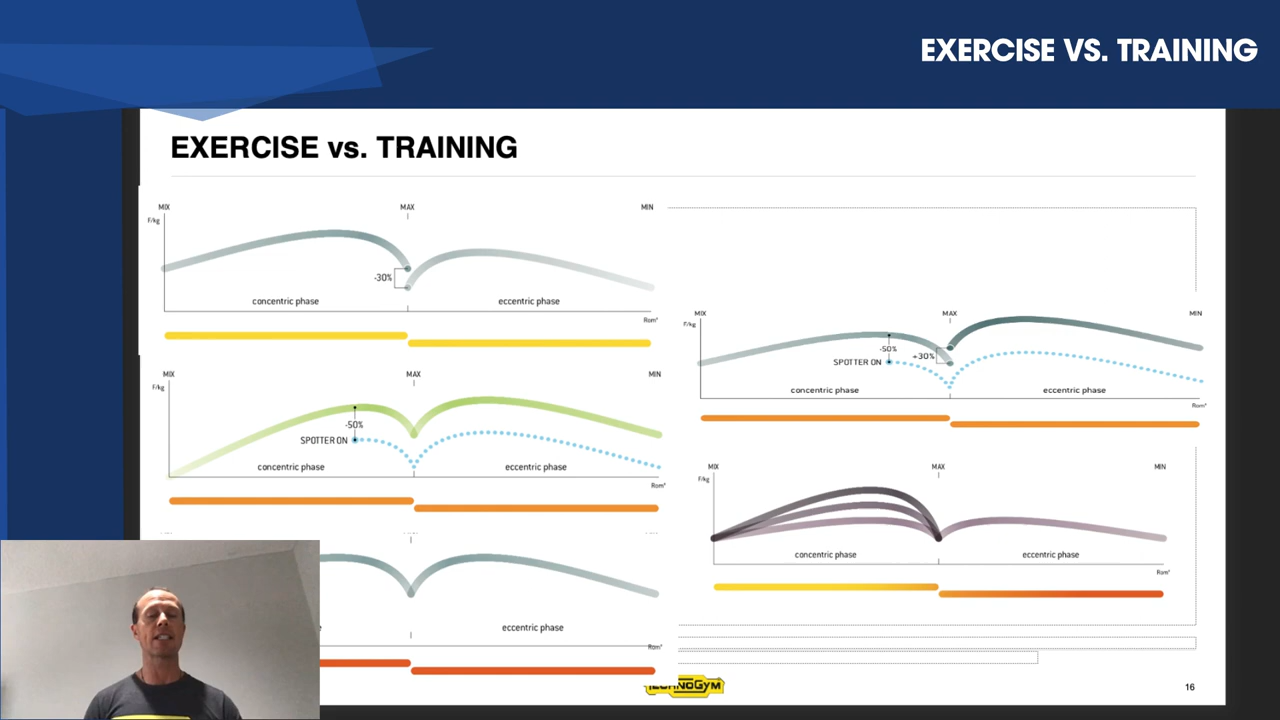 EXERCISE VS. TRAINING
EXERCISE vs. TRAINING
MIX MAX MIN
F/kg
-30%
concentric phase eccentric phase
Rom°
MIX MAX MIN
F/kg
-50%
SPOTTER ON
concentric phase eccentric phase
Rom°
eccentric phase
Rom°
MIX MAX MIN
F/kg
-50%
+30%
SPOTTER ON
concentric phase eccentric phase
Rom°
MIX MAX MIN
F/kg
concentric phase eccentric phase
Rom°
TECHNOGYM
16